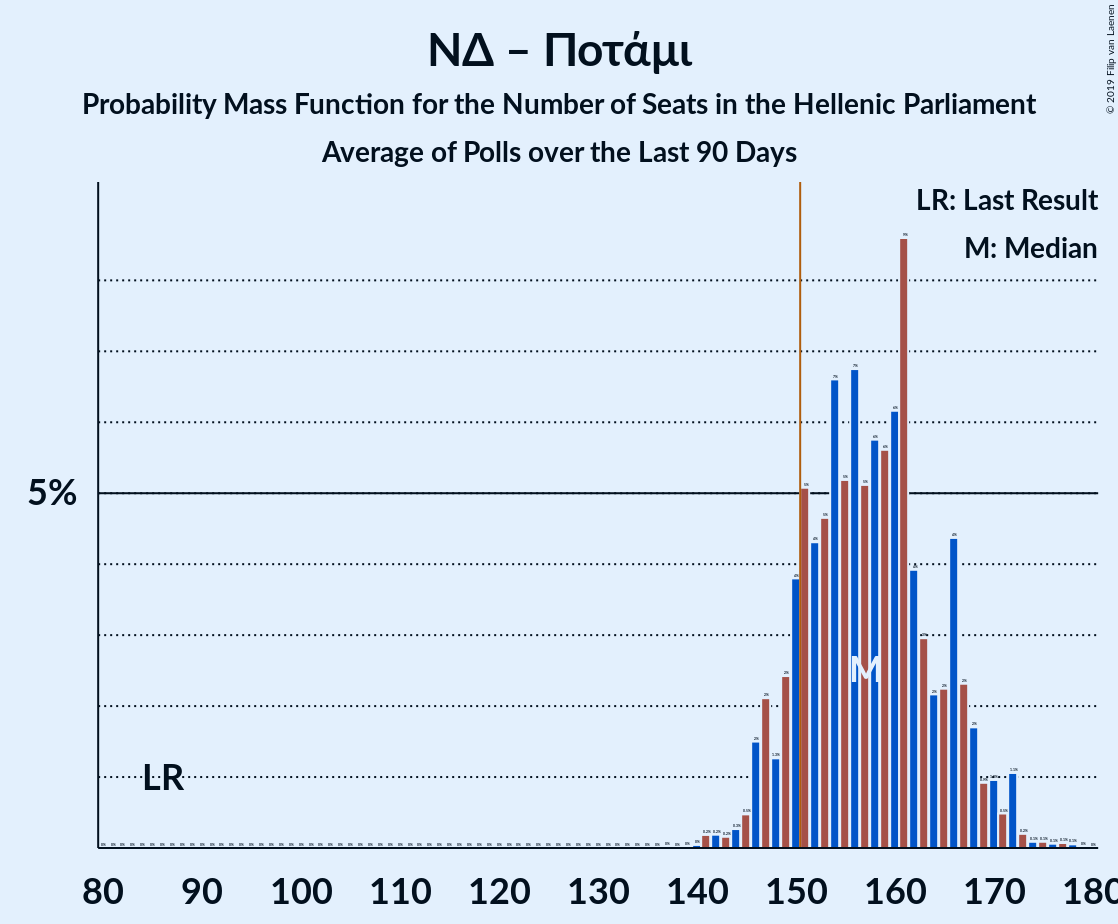 ΝΔ – Ποτάμι
Probability Mass Function for the Number of Seats in the Hellenic Parliament
Average of Polls over the Last 90 Days
© 2019 Filip van Laenen
LR: Last Result
M: Median
5%
LR
M
80 90 100 110 120 130 140 150 160 170 180